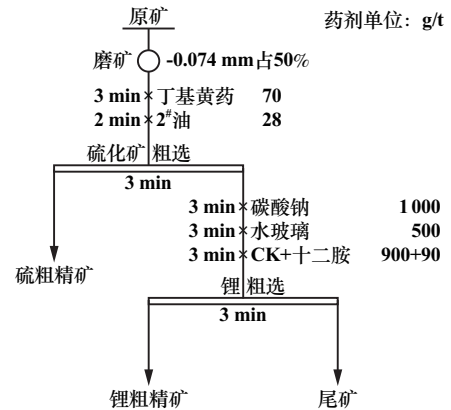 原矿 药剂单位：g/t
磨矿 -0.074 mm占50%
3 min 丁基黄药 70
2 min 2#油 28
硫化矿 粗选
3 min
3 min 碳酸钠 1 000
3 min 水玻璃 500
硫粗精矿 3 min CK+十二胺 900+90
锂 粗选
3 min
锂粗精矿 尾矿